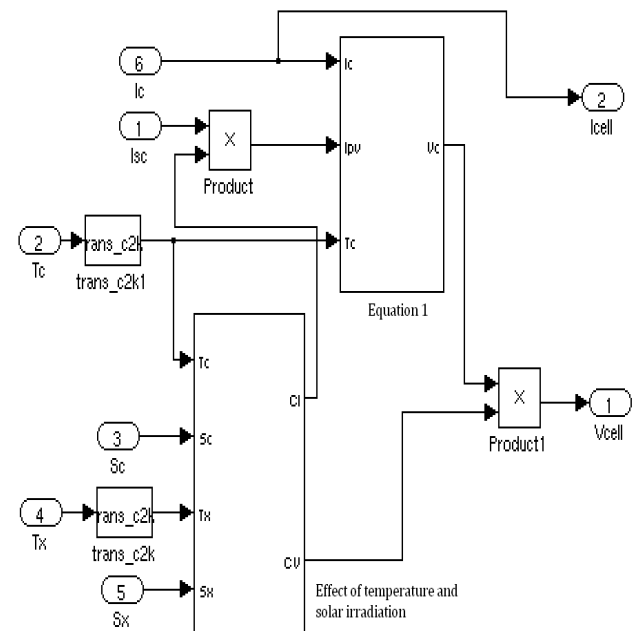 6
Ic
1
Isc
X
Product
2
Tc
rans_c2k
trans_c2k1
Ic
Ipv
Tc
Vc
Equation 1
2
Icell
Tc
Sc
Tx
Sx
CI
CV
3
Sc
4
Tx
rans_c2k
trans_c2k
5
Sx
Effect of temperature and
solar irradiation
X
Product1
1
Vcell